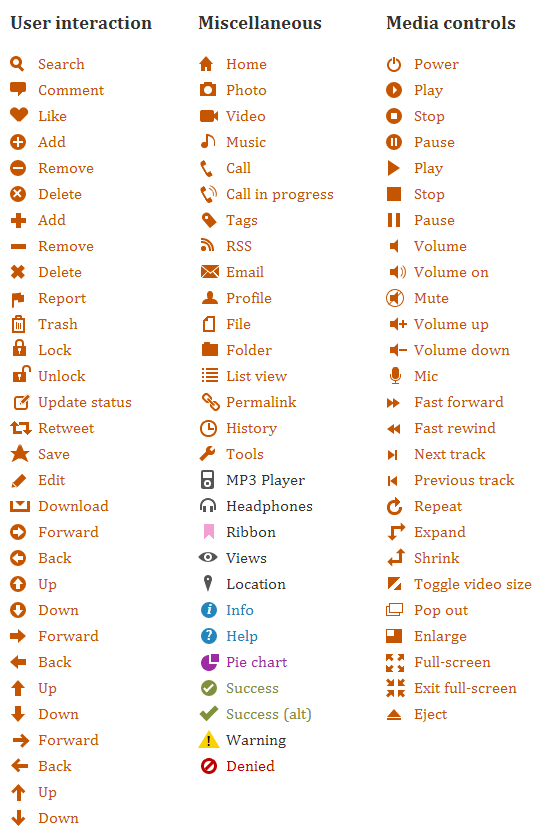 User interaction
Search
Comment
Like
Add
Remove
Delete
Add
Remove
Delete
Report
Trash
Lock
Unlock
Update status
Retweet
Save
Edit
Download
Forward
Back
Up
Down
Forward
Back
Up
Down
Forward
Back
Up
Down
Miscellaneous
Home
Photo
Video
Music
Call
Call in progress
Tags
RSS
Email
Profile
File
Folder
List view
Permalink
History
Tools
MP3 Player
Headphones
Ribbon
Views
Location
Info
Help
Pie chart
Success
Success (alt)
Warning
Denied
Media controls
Power
Play
Stop
Pause
Play
Stop
Pause
Volume
Volume on
Mute
Volume up
Volume down
Mic
Fast forward
Fast rewind
Next track
Previous track
Repeat
Expand
Shrink
Toggle video size
Pop out
Enlarge
Full-screen
Exit full-screen
Eject